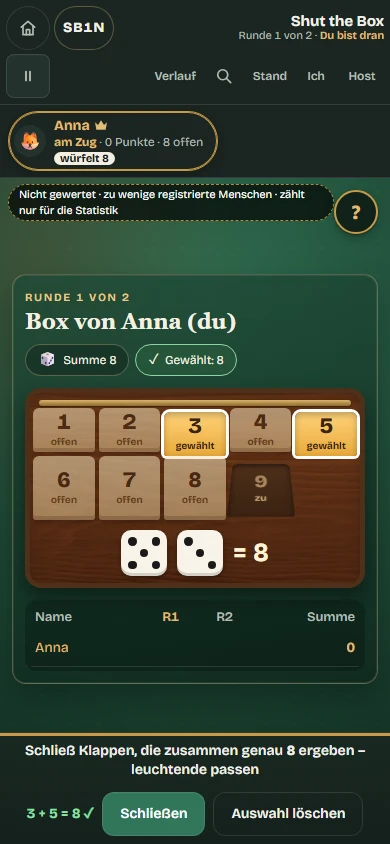 SB1N
Shut the Box
Runde 1 von 2 · Du bist dran
Verlauf
Stand
Ich
Host
Anna
am Zug · 0 Punkte · 8 offen
würfelt 8
Nicht gewertet · zu wenige registrierte Menschen · zählt
nur für die Statistik
?
RUNDE 1 VON 2
Box von Anna (du)
Summe 8
✓ Gewählt: 8
1
offen
2
offen
3
gewählt
4
offen
5
gewählt
6
offen
7
offen
8
offen
9
zu
= 8
Name R1 R2 Summe
Anna 0
Schließ Klappen, die zusammen genau 8 ergeben –
leuchtende passen
3 + 5 = 8 ✓
Schließen
Auswahl löschen